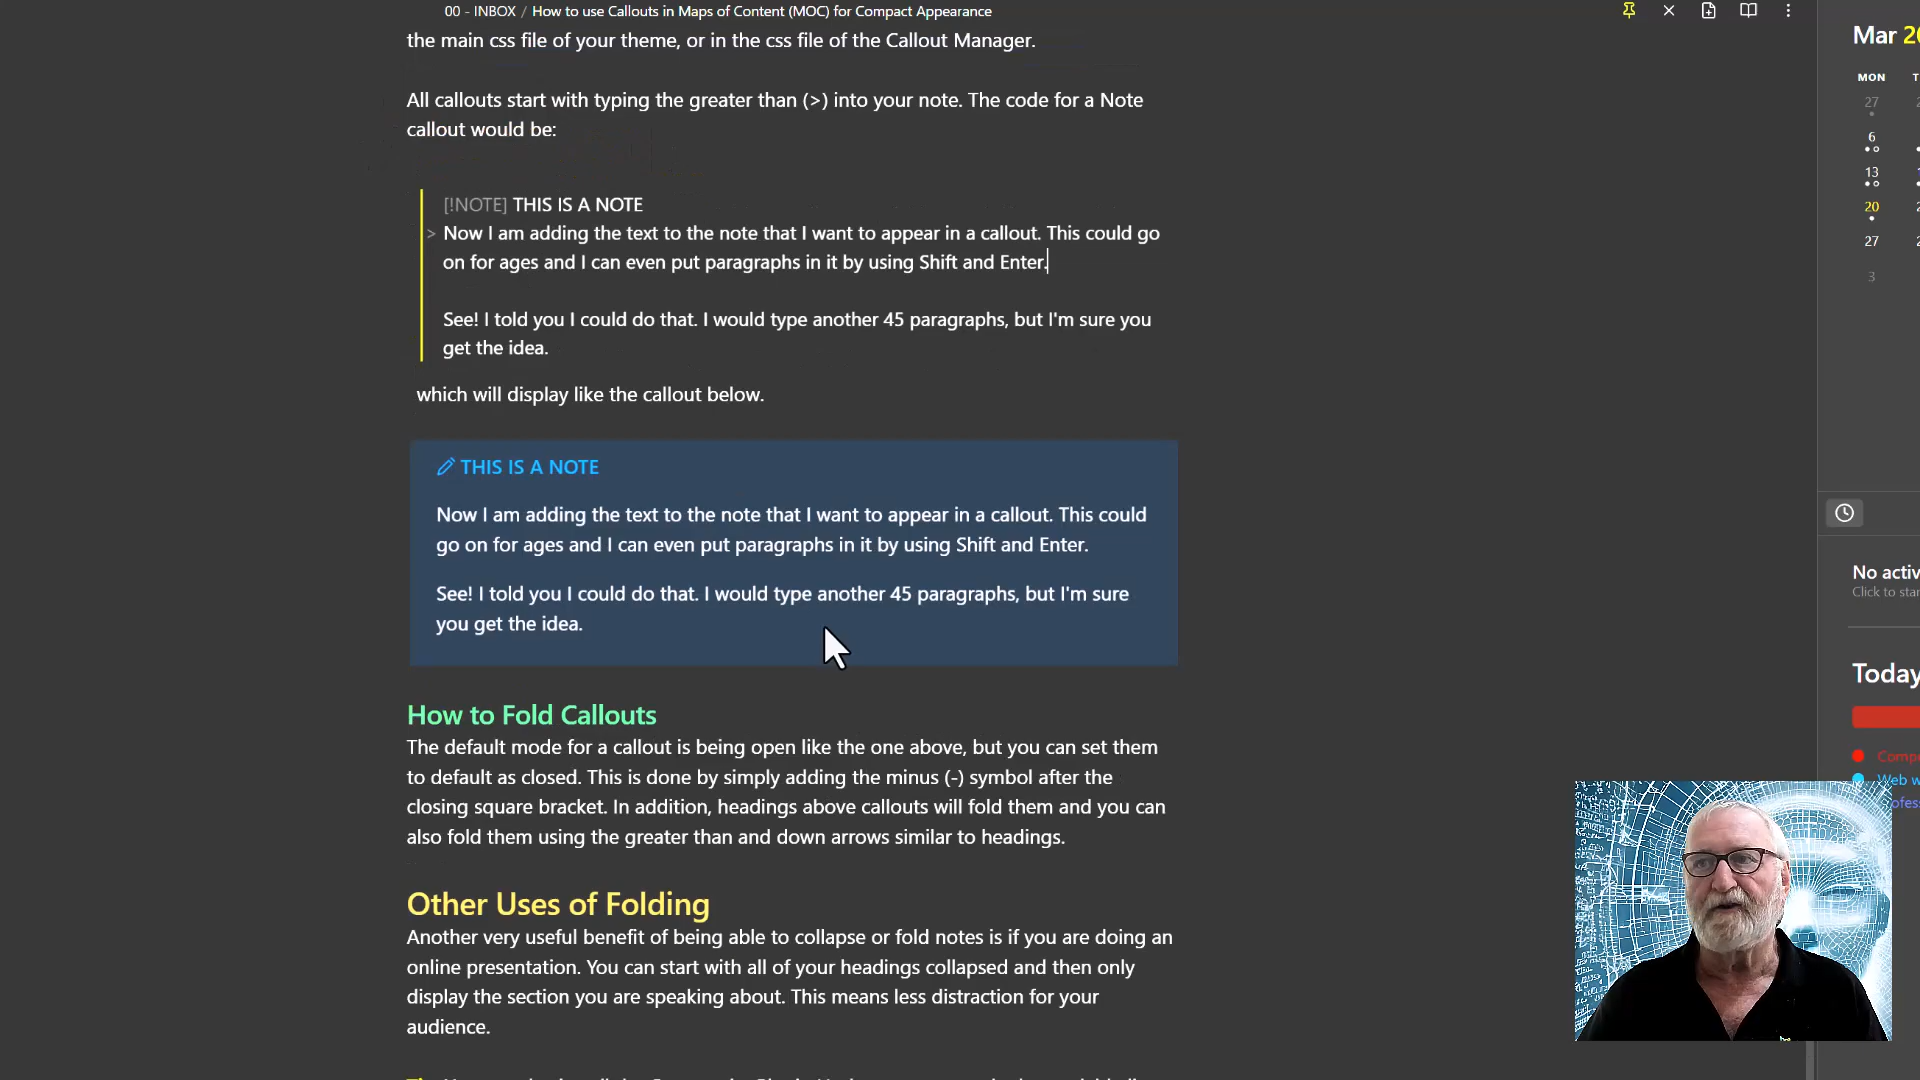 00 - INBOX / How to use Callouts in Maps of Content (MOC) for Compact Appearance
the main css file of your theme, or in the css file of the Callout Manager.
All callouts start with typing the greater than (>) into your note. The code for a Note
callout would be:
[!NOTE] THIS IS A NOTE
> Now I am adding the text to the note that I want to appear in a callout. This could go
on for ages and I can even put paragraphs in it by using Shift and Enter.
See! I told you I could do that. I would type another 45 paragraphs, but I'm sure you
get the idea.
which will display like the callout below.
THIS IS A NOTE
Now I am adding the text to the note that I want to appear in a callout. This could
go on for ages and I can even put paragraphs in it by using Shift and Enter.
See! I told you I could do that. I would type another 45 paragraphs, but I'm sure
you get the idea.
How to Fold Callouts
The default mode for a callout is being open like the one above, but you can set them
to default as closed. This is done by simply adding the minus (-) symbol after the
closing square bracket. In addition, headings above callouts will fold them and you can
also fold them using the greater than and down arrows similar to headings.
Other Uses of Folding
Another very useful benefit of being able to collapse or fold notes is if you are doing an
online presentation. You can start with all of your headings collapsed and then only
display the section you are speaking about. This means less distraction for your
audience.
Mar 20
MON T
27
6
13
20
27
3
No activ
Click to star
Today
Compo
Web w
ofess